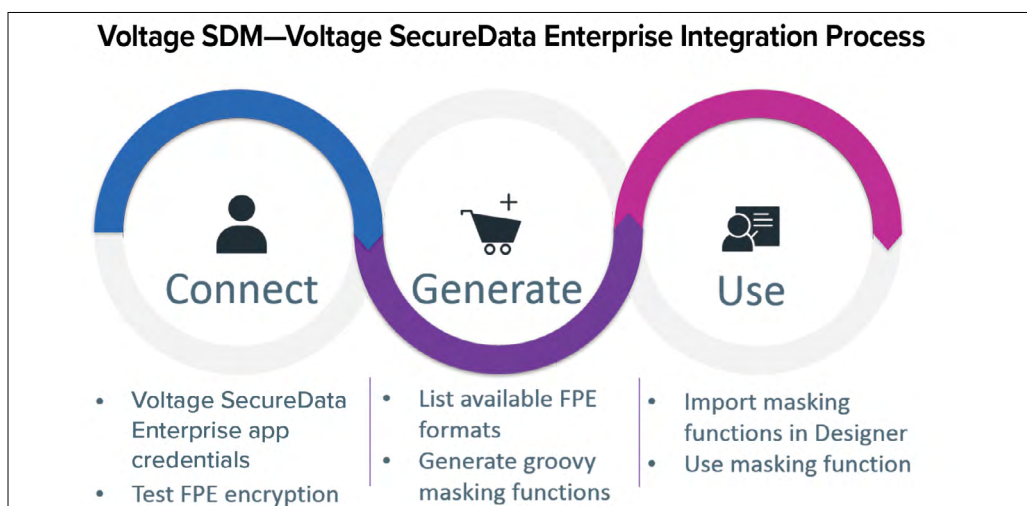 Voltage SDM—Voltage SecureData Enterprise Integration Process
Connect
Generate
Use
• Voltage SecureData
Enterprise app
credentials
• Test FPE encryption
• List available FPE
formats
• Generate groovy
masking functions
• Import masking
functions in Designer
• Use masking function